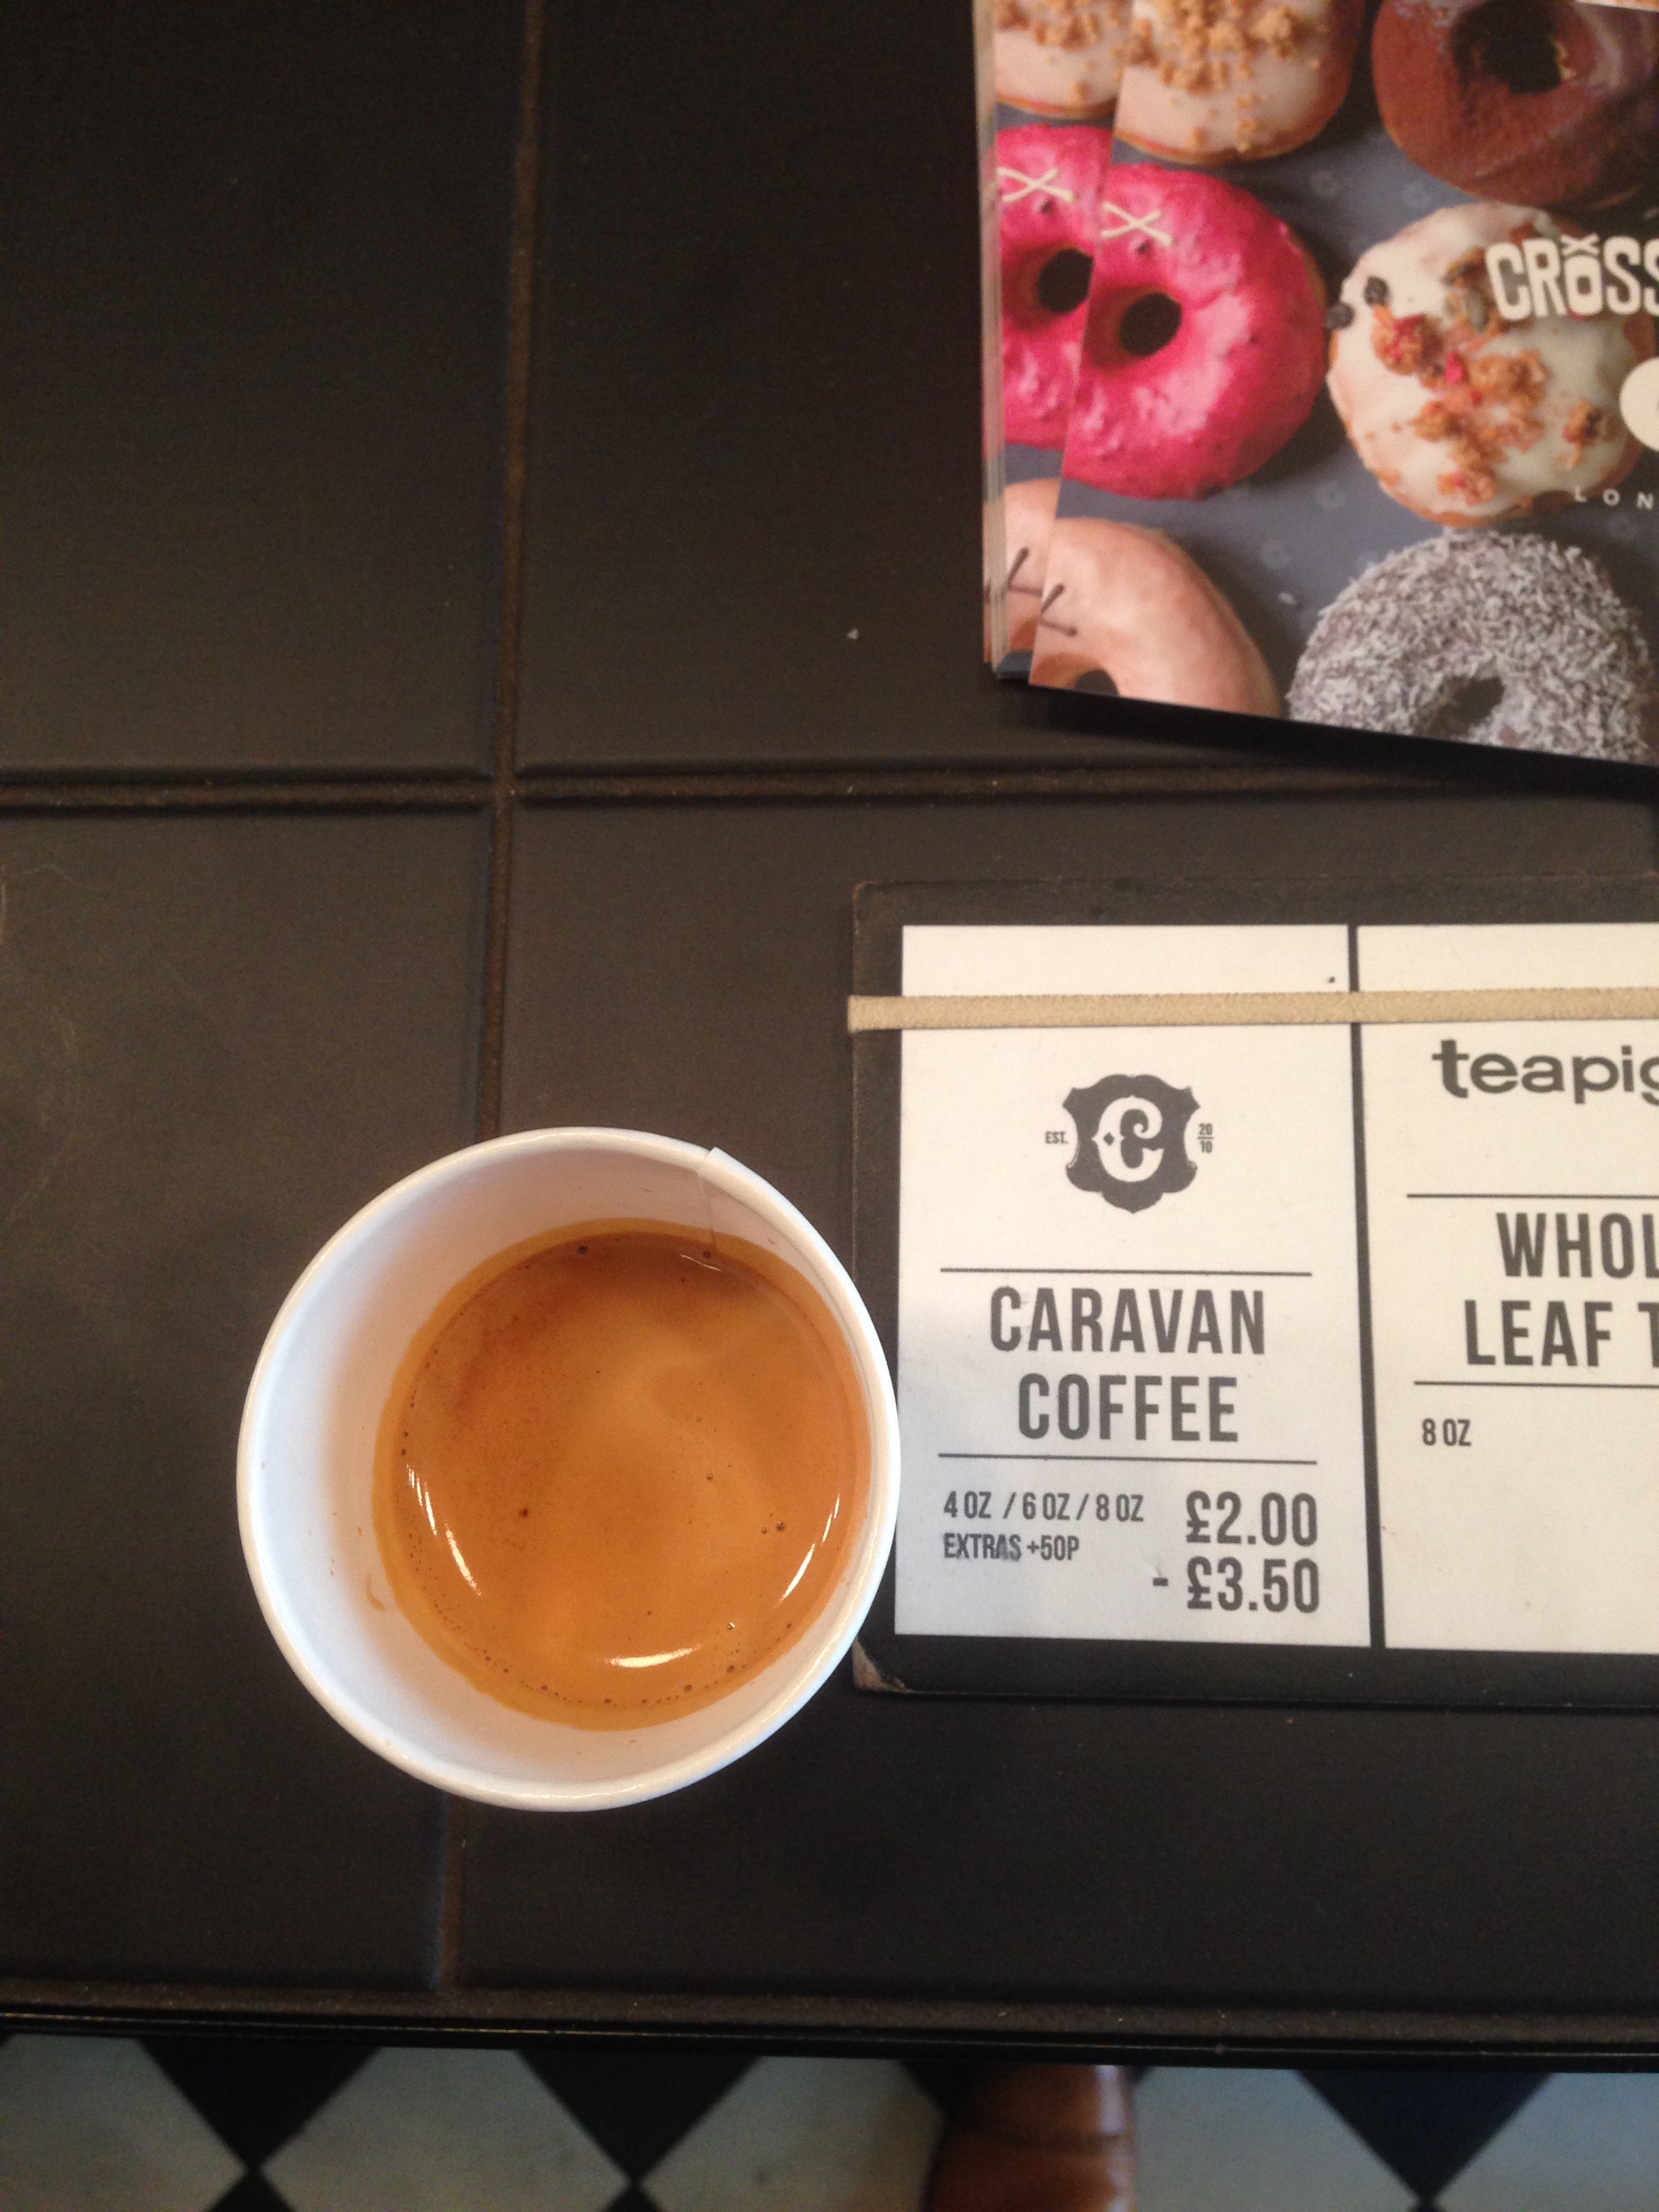 CROSS
LON
teapig
EST.
C
20
10
CARAVAN
COFFEE
4 OZ / 6 OZ / 8 OZ £2.00
EXTRAS +50P
- £3.50
WHOL
LEAF T
8 OZ